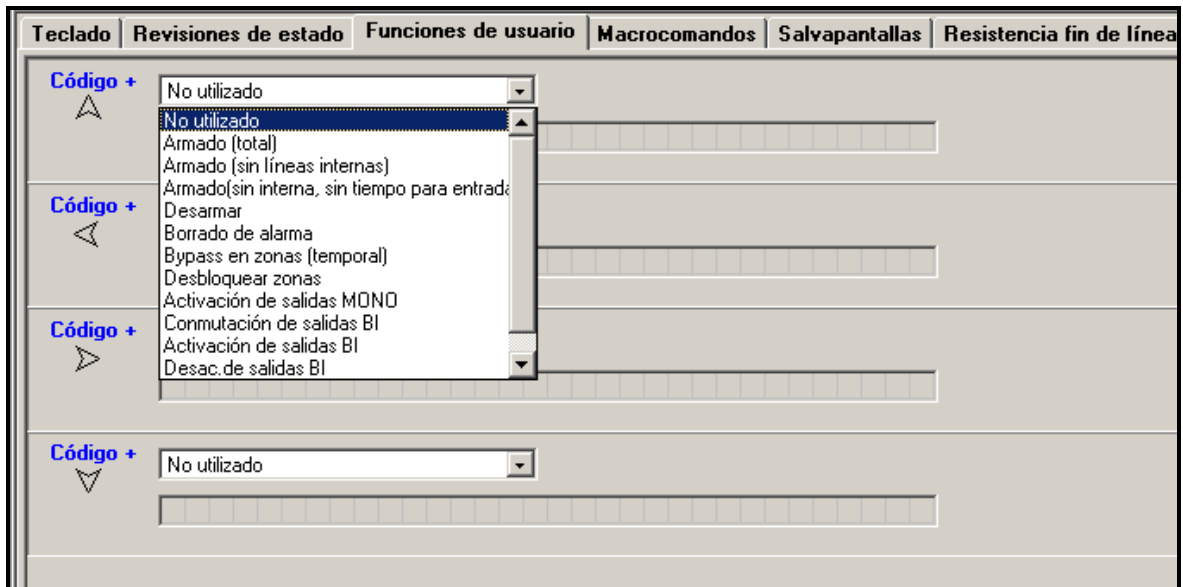 Teclado Revisiones de estado Funciones de usuario Macrocomandos Salvapantallas Resistencia fin de línea
Código +
No utilizado
No utilizado
Armado (total)
Armado (sin líneas internas)
Armado(sin interna, sin tiempo para entrada
Código +
Desarmar
Borrado de alarma
Bypass en zonas (temporal)
Desbloquear zonas
Activación de salidas MONO
Conmutación de salidas BI
Código +
Activación de salidas BI
Desac.de salidas BI
Código +
No utilizado